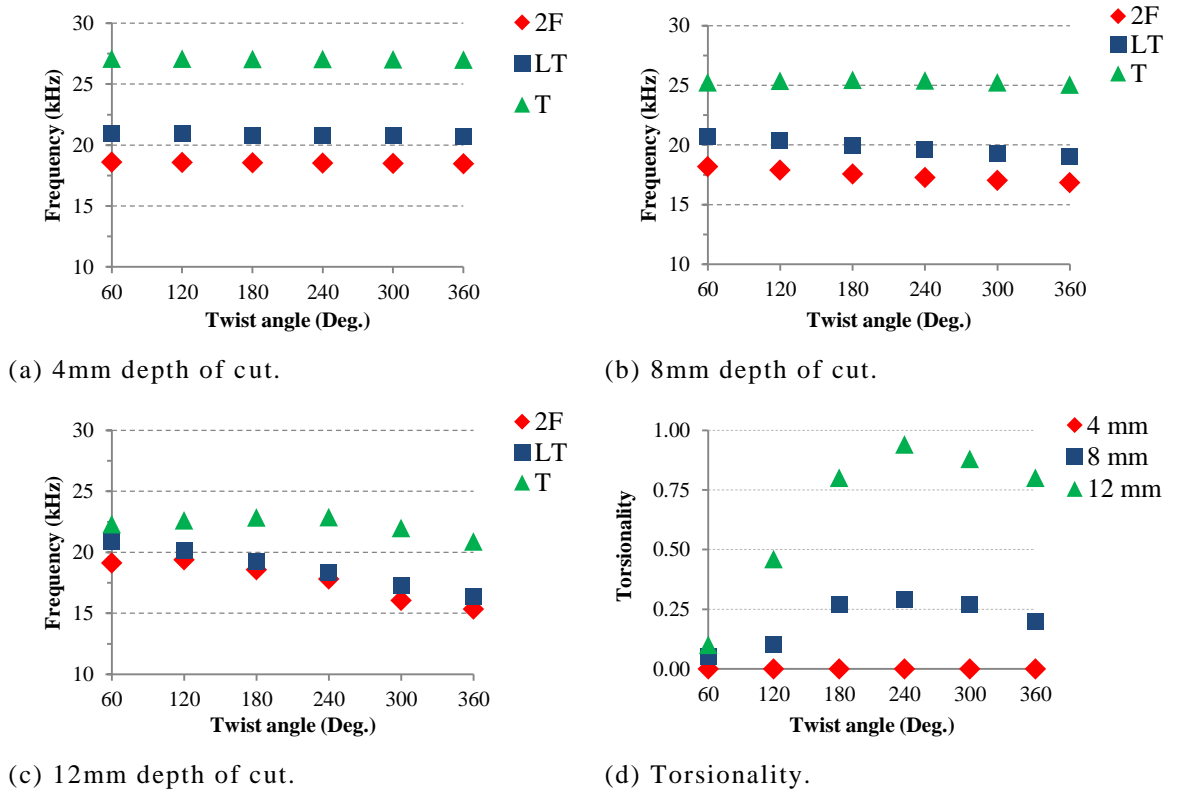 30
25
20
15
10
Frequency (kHz)
60 120 180 240 300 360
Twist angle (Deg.)
2F
LT
T
(a) 4mm depth of cut.
30
25
20
15
10
Frequency (kHz)
60 120 180 240 300 360
Twist angle (Deg.)
2F
LT
T
(b) 8mm depth of cut.
30
25
20
15
10
Frequency (kHz)
60 120 180 240 300 360
Twist angle (Deg.)
2F
LT
T
(c) 12mm depth of cut.
1.00
0.75
0.50
0.25
0.00
Torsionality
60 120 180 240 300 360
Twist angle (Deg.)
4 mm
8 mm
12 mm
(d) Torsionality.